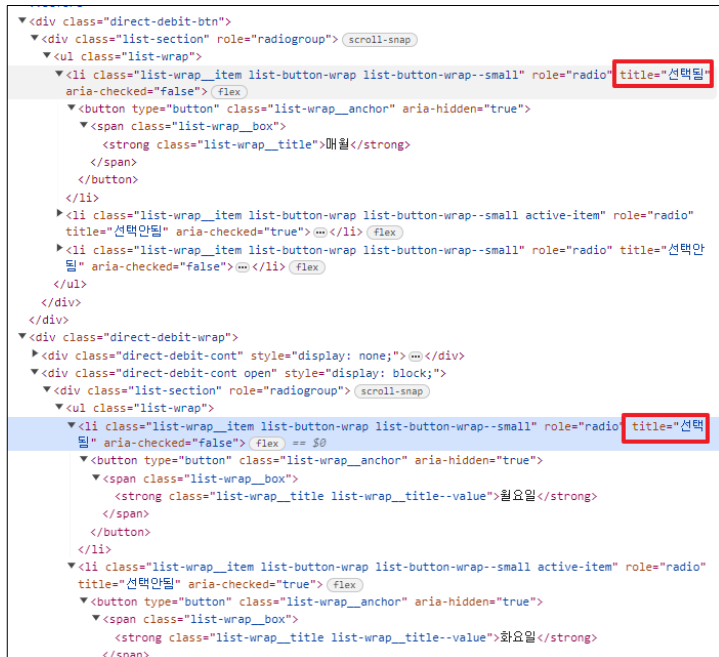 ▼<div class="direct-debit-btn">
▼<div class="list-section" role="radiogroup"> scroll-snap
▼<ul class="list-wrap">
▼<li class="list-wrap__item list-button-wrap list-button-wrap--small" role="radio" title="선택됨"
aria-checked="false"> flex
▼<button type="button" class="list-wrap__anchor" aria-hidden="true">
▼<span class="list-wrap__box">
<strong class="list-wrap__title">매월</strong>
</span>
</button>
</li>
▶<li class="list-wrap__item list-button-wrap list-button-wrap--small active-item" role="radio"
title="선택안됨" aria-checked="true"> ⋯ </li> flex
▶<li class="list-wrap__item list-button-wrap list-button-wrap--small" role="radio" title="선택안
됨" aria-checked="false"> ⋯ </li> flex
</ul>
</div>
</div>
▼<div class="direct-debit-wrap">
▶<div class="direct-debit-cont" style="display: none;"> ⋯ </div>
▼<div class="direct-debit-cont open" style="display: block;">
▼<div class="list-section" role="radiogroup"> scroll-snap
▼<ul class="list-wrap">
▼<li class="list-wrap__item list-button-wrap list-button-wrap--small" role="radio" title="선택
됨" aria-checked="false"> flex == $0
▼<button type="button" class="list-wrap__anchor" aria-hidden="true">
▼<span class="list-wrap__box">
<strong class="list-wrap__title list-wrap__title--value">월요일</strong>
</span>
</button>
</li>
▼<li class="list-wrap__item list-button-wrap list-button-wrap--small active-item" role="radio"
title="선택안됨" aria-checked="true"> flex
▼<button type="button" class="list-wrap__anchor" aria-hidden="true">
▼<span class="list-wrap__box">
<strong class="list-wrap__title list-wrap__title--value">화요일</strong>
</span>